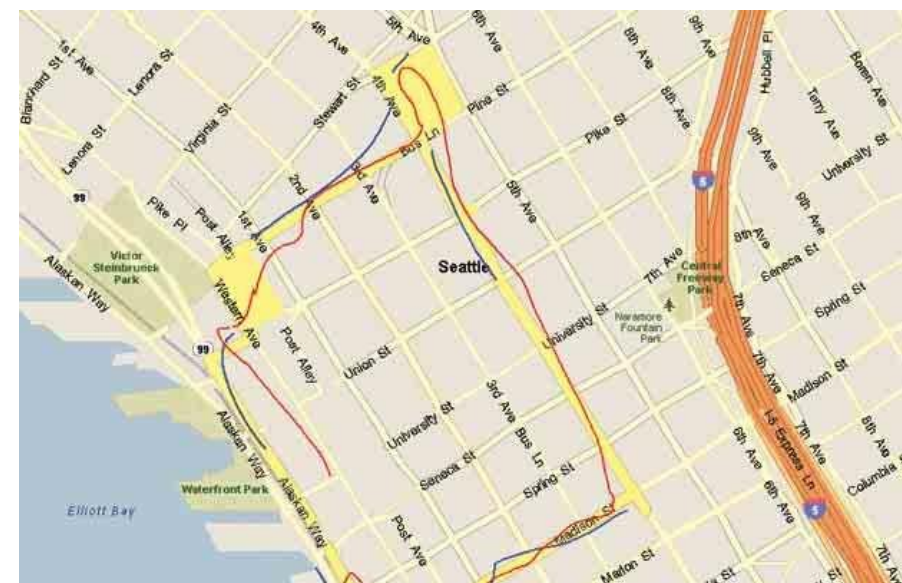 5th Ave
6th Ave
4th Ave
1st Ave
Lenora St
Blanchard St
Lenora St
Virginia St
Stewart St
4th Ave
8th Ave
9th Ave
Hubbell Pl
Boren Ave
Terry Ave
8th Ave
9th Ave
University St
Pine St
Pike St
Bus Ln
3rd Ave
2nd Ave
5th Ave
9th Ave
5
99
Pike Pl
Post Alley
1st Ave
Victor
Steinbrueck
Park
Alaskan Way
Seattle
7th Ave
8th Ave
Central
Freeway
Park
Seneca St
Naramore
Fountain
Park
Spring St
Western Ave
Post Alley
Union St
University St
7th Ave
99
7th Ave
Madison St
University St
3rd Ave Bus Ln
Alaskan Way
Seneca St
Spring St
6th Ave
I-5 Express Ln
7th Ave
8th Ave
Columbia
Waterfront Park
Alaskan Way
Elliott Bay
Post Ave
Madison St
Marion St
6th Ave
5
7th Ave